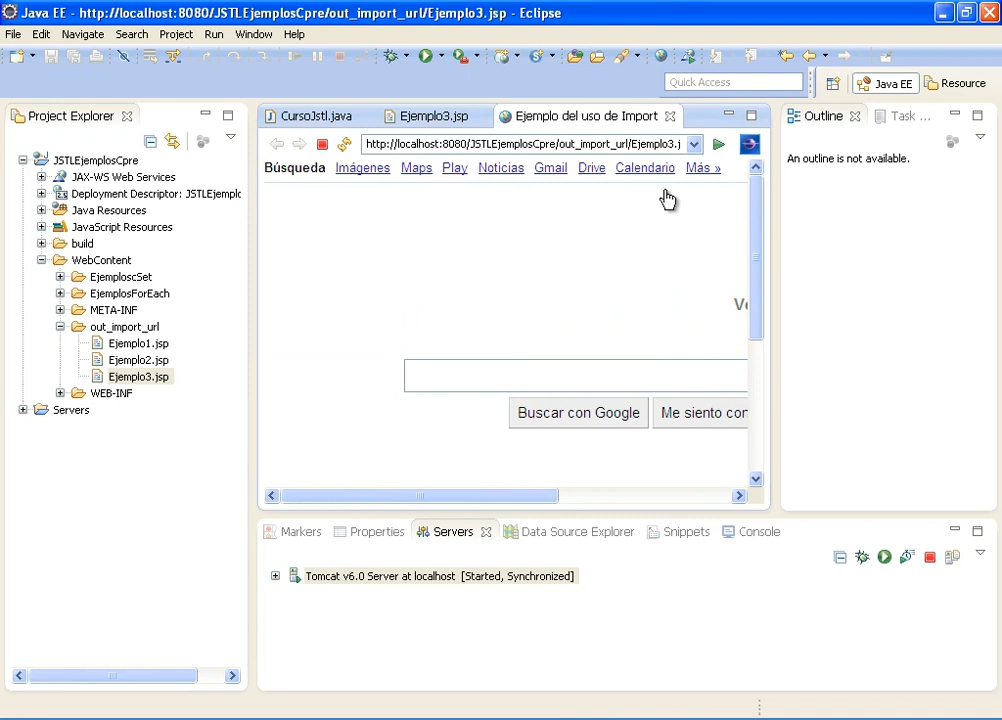 Java EE - http://localhost:8080/JSTLEjemplosCpre/out_import_url/Ejemplo3.jsp - Eclipse
File Edit Navigate Search Project Run Window Help
Quick Access
Java EE
Resource
Project Explorer
JSTLEjemplosCpre
JAX-WS Web Services
Deployment Descriptor: JSTLEjemplo
Java Resources
JavaScript Resources
build
WebContent
EjemploscSet
EjemplosForEach
META-INF
out_import_url
Ejemplo1.jsp
Ejemplo2.jsp
Ejemplo3.jsp
WEB-INF
Servers
CursoJstl.java
Ejemplo3.jsp
Ejemplo del uso de Import
http://localhost:8080/JSTLEjemplosCpre/out_import_url/Ejemplo3.j
Búsqueda Imágenes Maps Play Noticias Gmail Drive Calendario Más »
Buscar con Google
Me siento con
Outline
Task ...
An outline is not available.
Markers
Properties
Servers
Data Source Explorer
Snippets
Console
Tomcat v6.0 Server at localhost [Started, Synchronized]